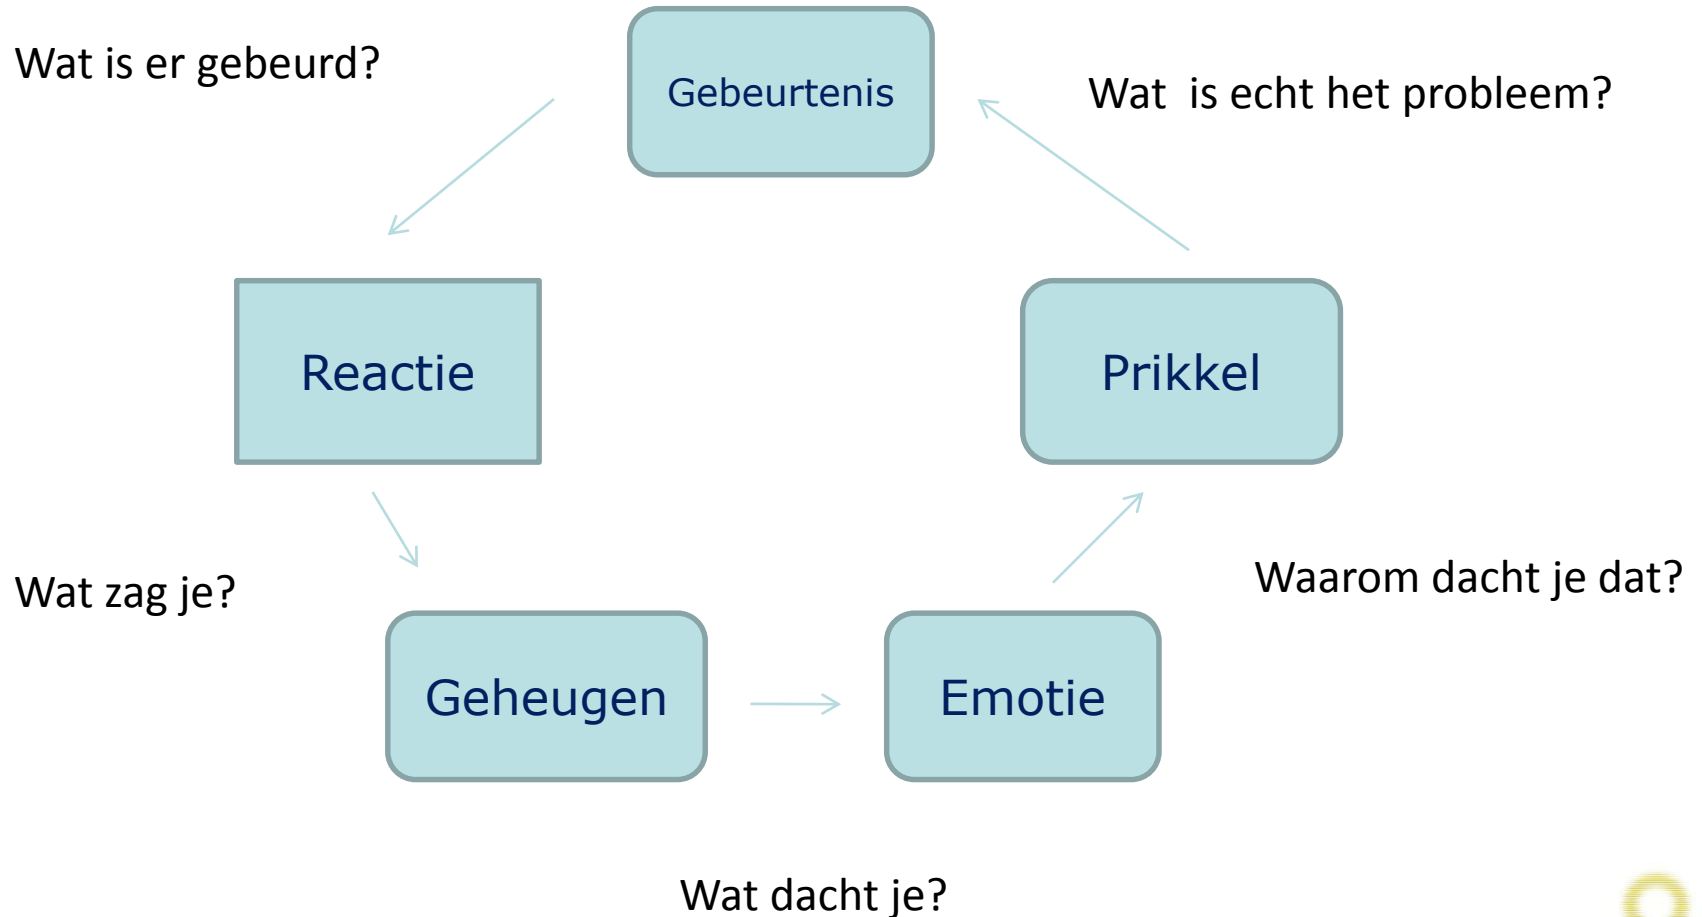 Wat is er gebeurd?
Gebeurtenis
Wat  is echt het probleem?
Reactie
Prikkel
Wat zag je?
Waarom dacht je dat?
Geheugen
Emotie
Wat dacht je?